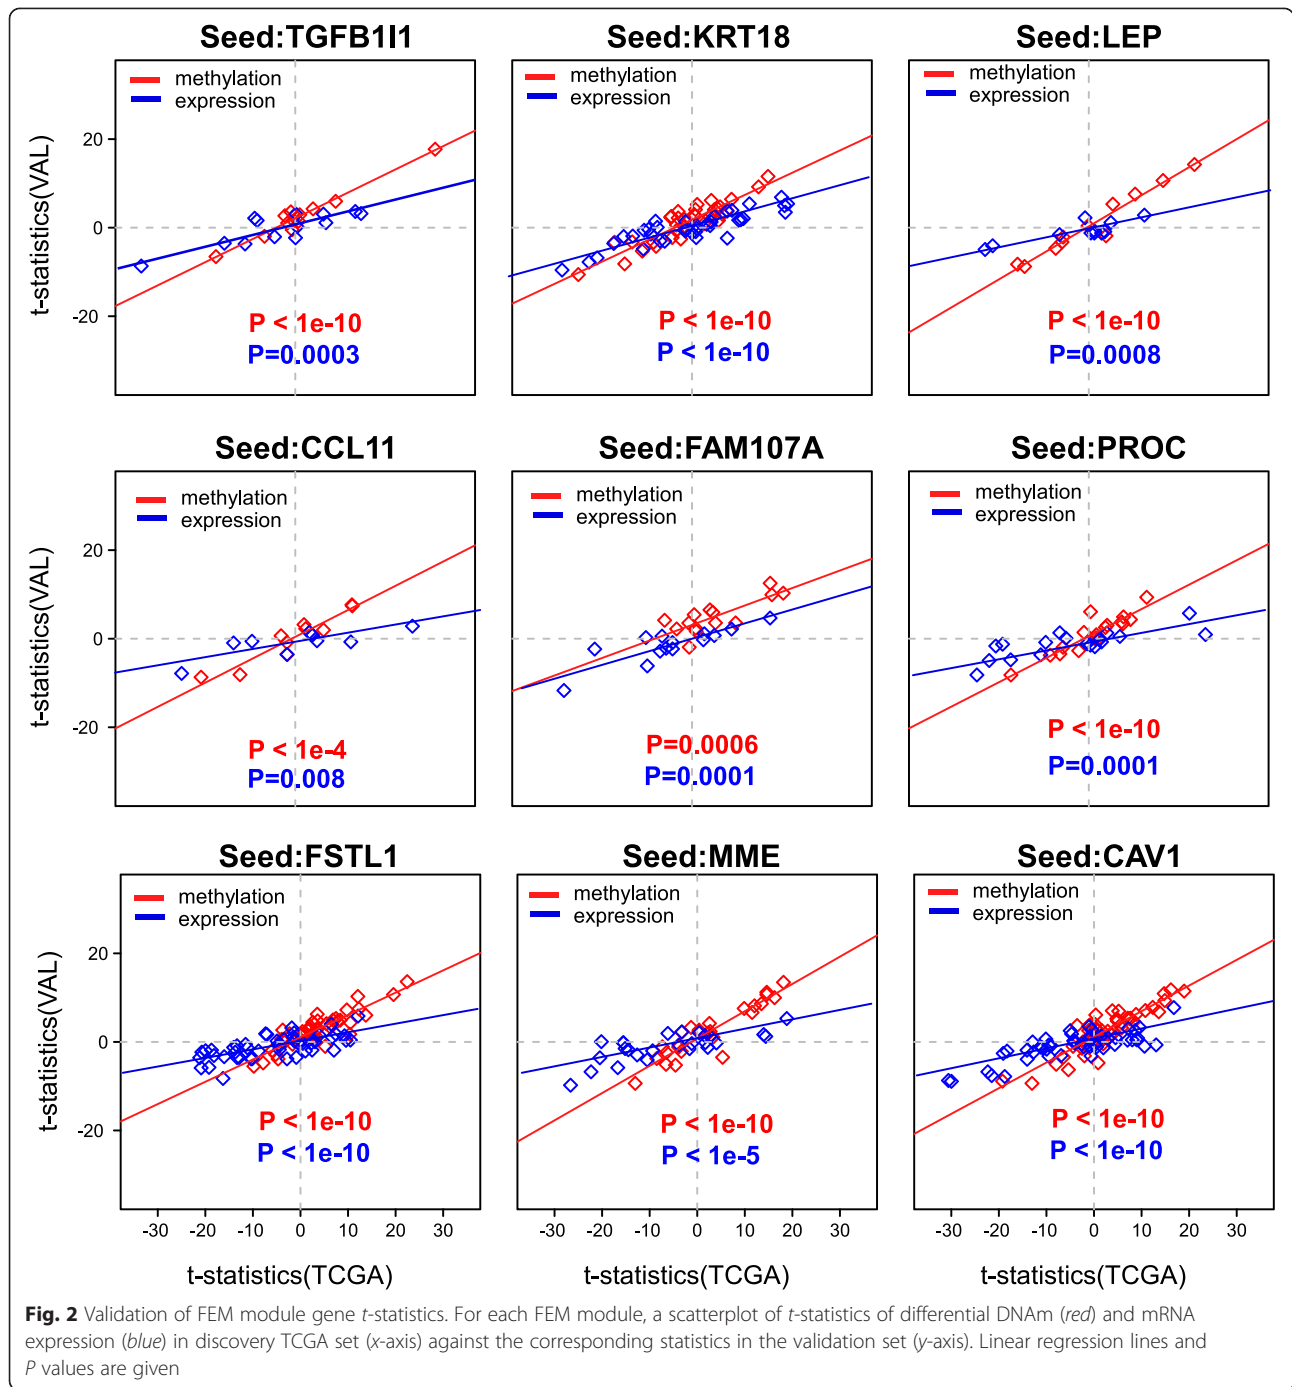 Seed:TGFB1I1
methylation
expression
t-statistics(VAL)
20
0
-20
P < 1e-10
P=0.0003
Seed:KRT18
methylation
expression
P < 1e-10
P < 1e-10
Seed:LEP
methylation
expression
P < 1e-10
P=0.0008
Seed:CCL11
methylation
expression
t-statistics(VAL)
20
0
-20
P < 1e-4
P=0.008
Seed:FAM107A
methylation
expression
P=0.0006
P=0.0001
Seed:PROC
methylation
expression
P < 1e-10
P=0.0001
Seed:FSTL1
methylation
expression
t-statistics(VAL)
20
0
-20
P < 1e-10
P < 1e-10
-30 -20 -10 0 10 20 30
t-statistics(TCGA)
Seed:MME
methylation
expression
P < 1e-10
P < 1e-5
-30 -20 -10 0 10 20 30
t-statistics(TCGA)
Seed:CAV1
methylation
expression
P < 1e-10
P < 1e-10
-30 -20 -10 0 10 20 30
t-statistics(TCGA)
Fig. 2 Validation of FEM module gene t-statistics. For each FEM module, a scatterplot of t-statistics of differential DNAm (red) and mRNA
expression (blue) in discovery TCGA set (x-axis) against the corresponding statistics in the validation set (y-axis). Linear regression lines and
P values are given